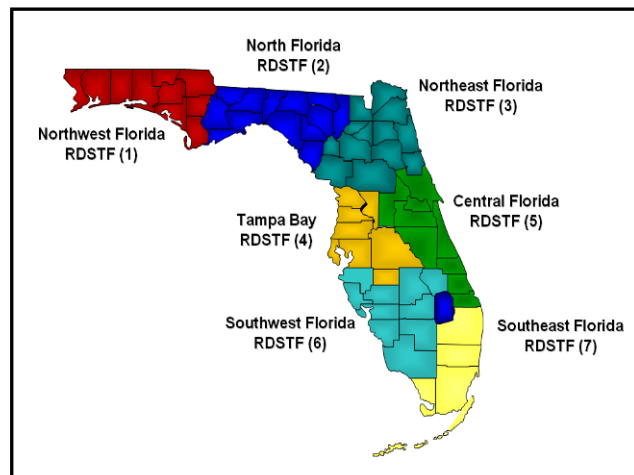 North Florida
RDSTF (2)
Northeast Florida
RDSTF (3)
Northwest Florida
RDSTF (1)
Central Florida
RDSTF (5)
Tampa Bay
RDSTF (4)
Southwest Florida
RDSTF (6)
Southeast Florida
RDSTF (7)